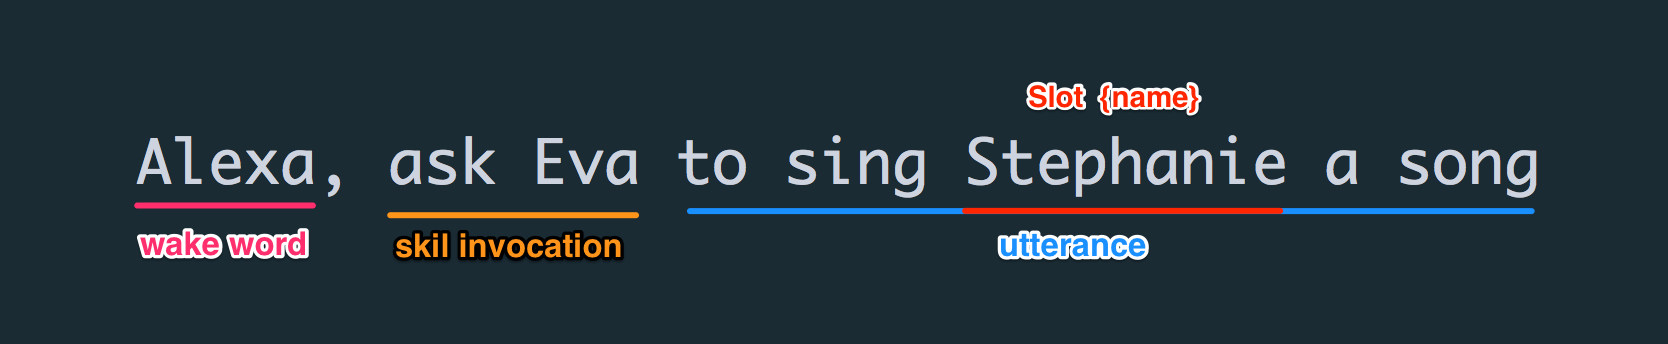 Slot {name}
Alexa, ask Eva to sing Stephanie a song
wake word skil invocation utterance